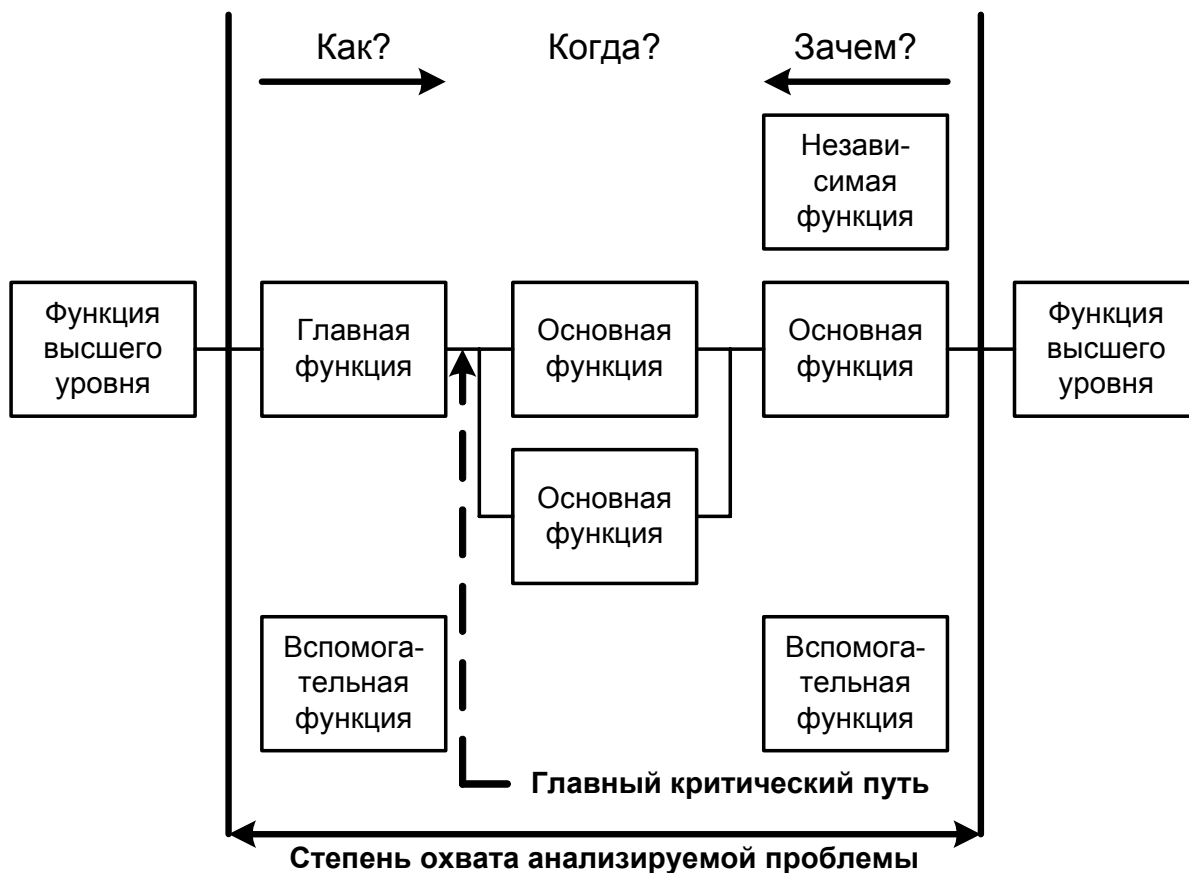 Как?
Когда?
Зачем?
Незави-
симая
функция
Функция
высшего
уровня
Главная
функция
Основная
функция
Основная
функция
Функция
высшего
уровня
Основная
функция
Вспомога-
тельная
функция
Вспомога-
тельная
функция
Главный критический путь
Степень охвата анализируемой проблемы